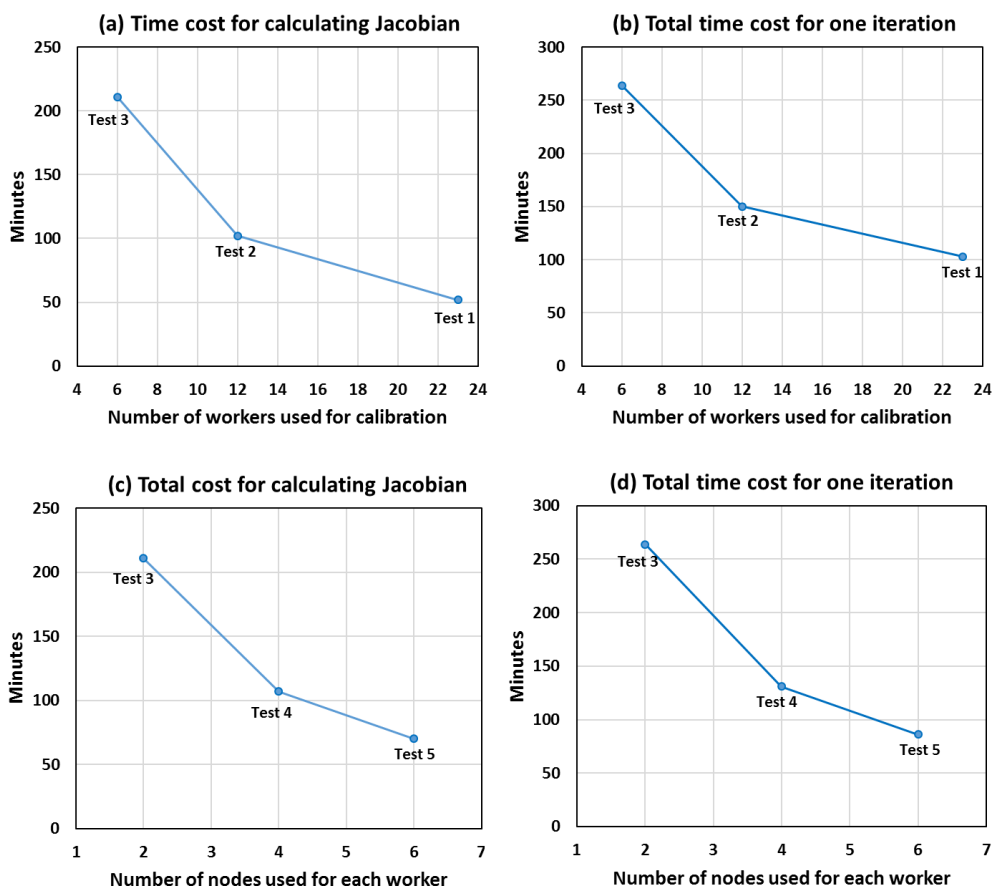 (a) Time cost for calculating Jacobian
250
200
150
100
50
0
Minutes
Test 3
Test 2
Test 1
4 6 8 10 12 14 16 18 20 22 24
Number of workers used for calibration
(b) Total time cost for one iteration
300
250
200
150
100
50
0
Minutes
Test 3
Test 2
Test 1
4 6 8 10 12 14 16 18 20 22 24
Number of workers used for calibration
(c) Total cost for calculating Jacobian
250
200
150
100
50
0
Minutes
Test 3
Test 4
Test 5
1 2 3 4 5 6 7
Number of nodes used for each worker
(d) Total time cost for one iteration
300
250
200
150
100
50
0
Minutes
Test 3
Test 4
Test 5
1 2 3 4 5 6 7
Number of nodes used for each worker